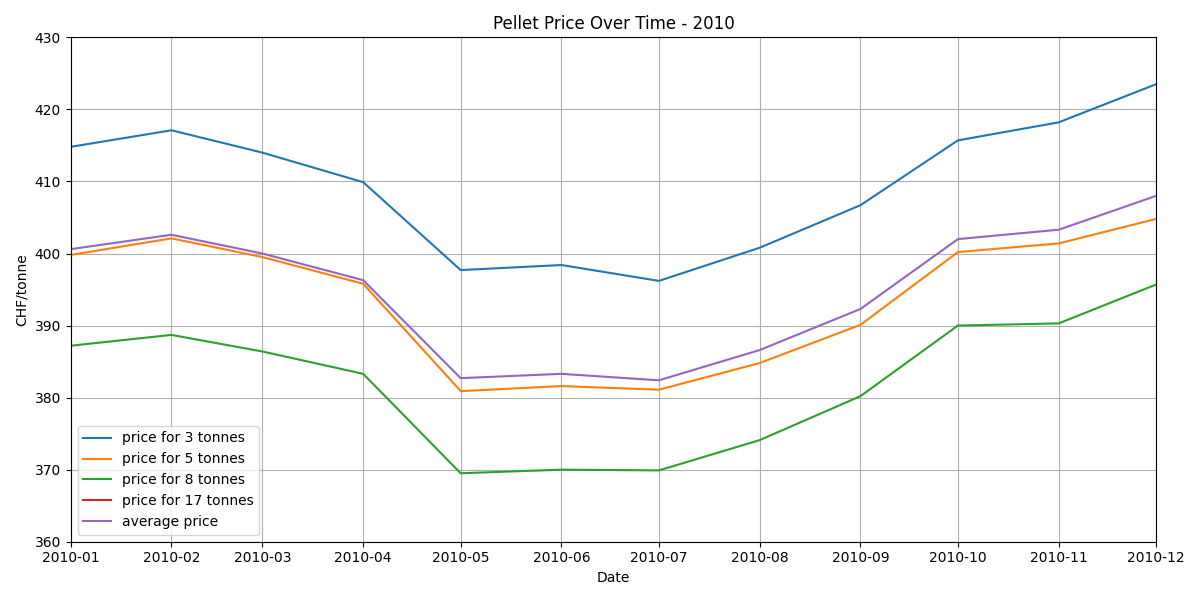 Pellet Price Over Time - 2010
430
420
410
400
390
380
370
360
CHF/tonne
price for 3 tonnes
price for 5 tonnes
price for 8 tonnes
price for 17 tonnes
average price
2010-01 2010-02 2010-03 2010-04 2010-05 2010-06 2010-07 2010-08 2010-09 2010-10 2010-11 2010-12
Date